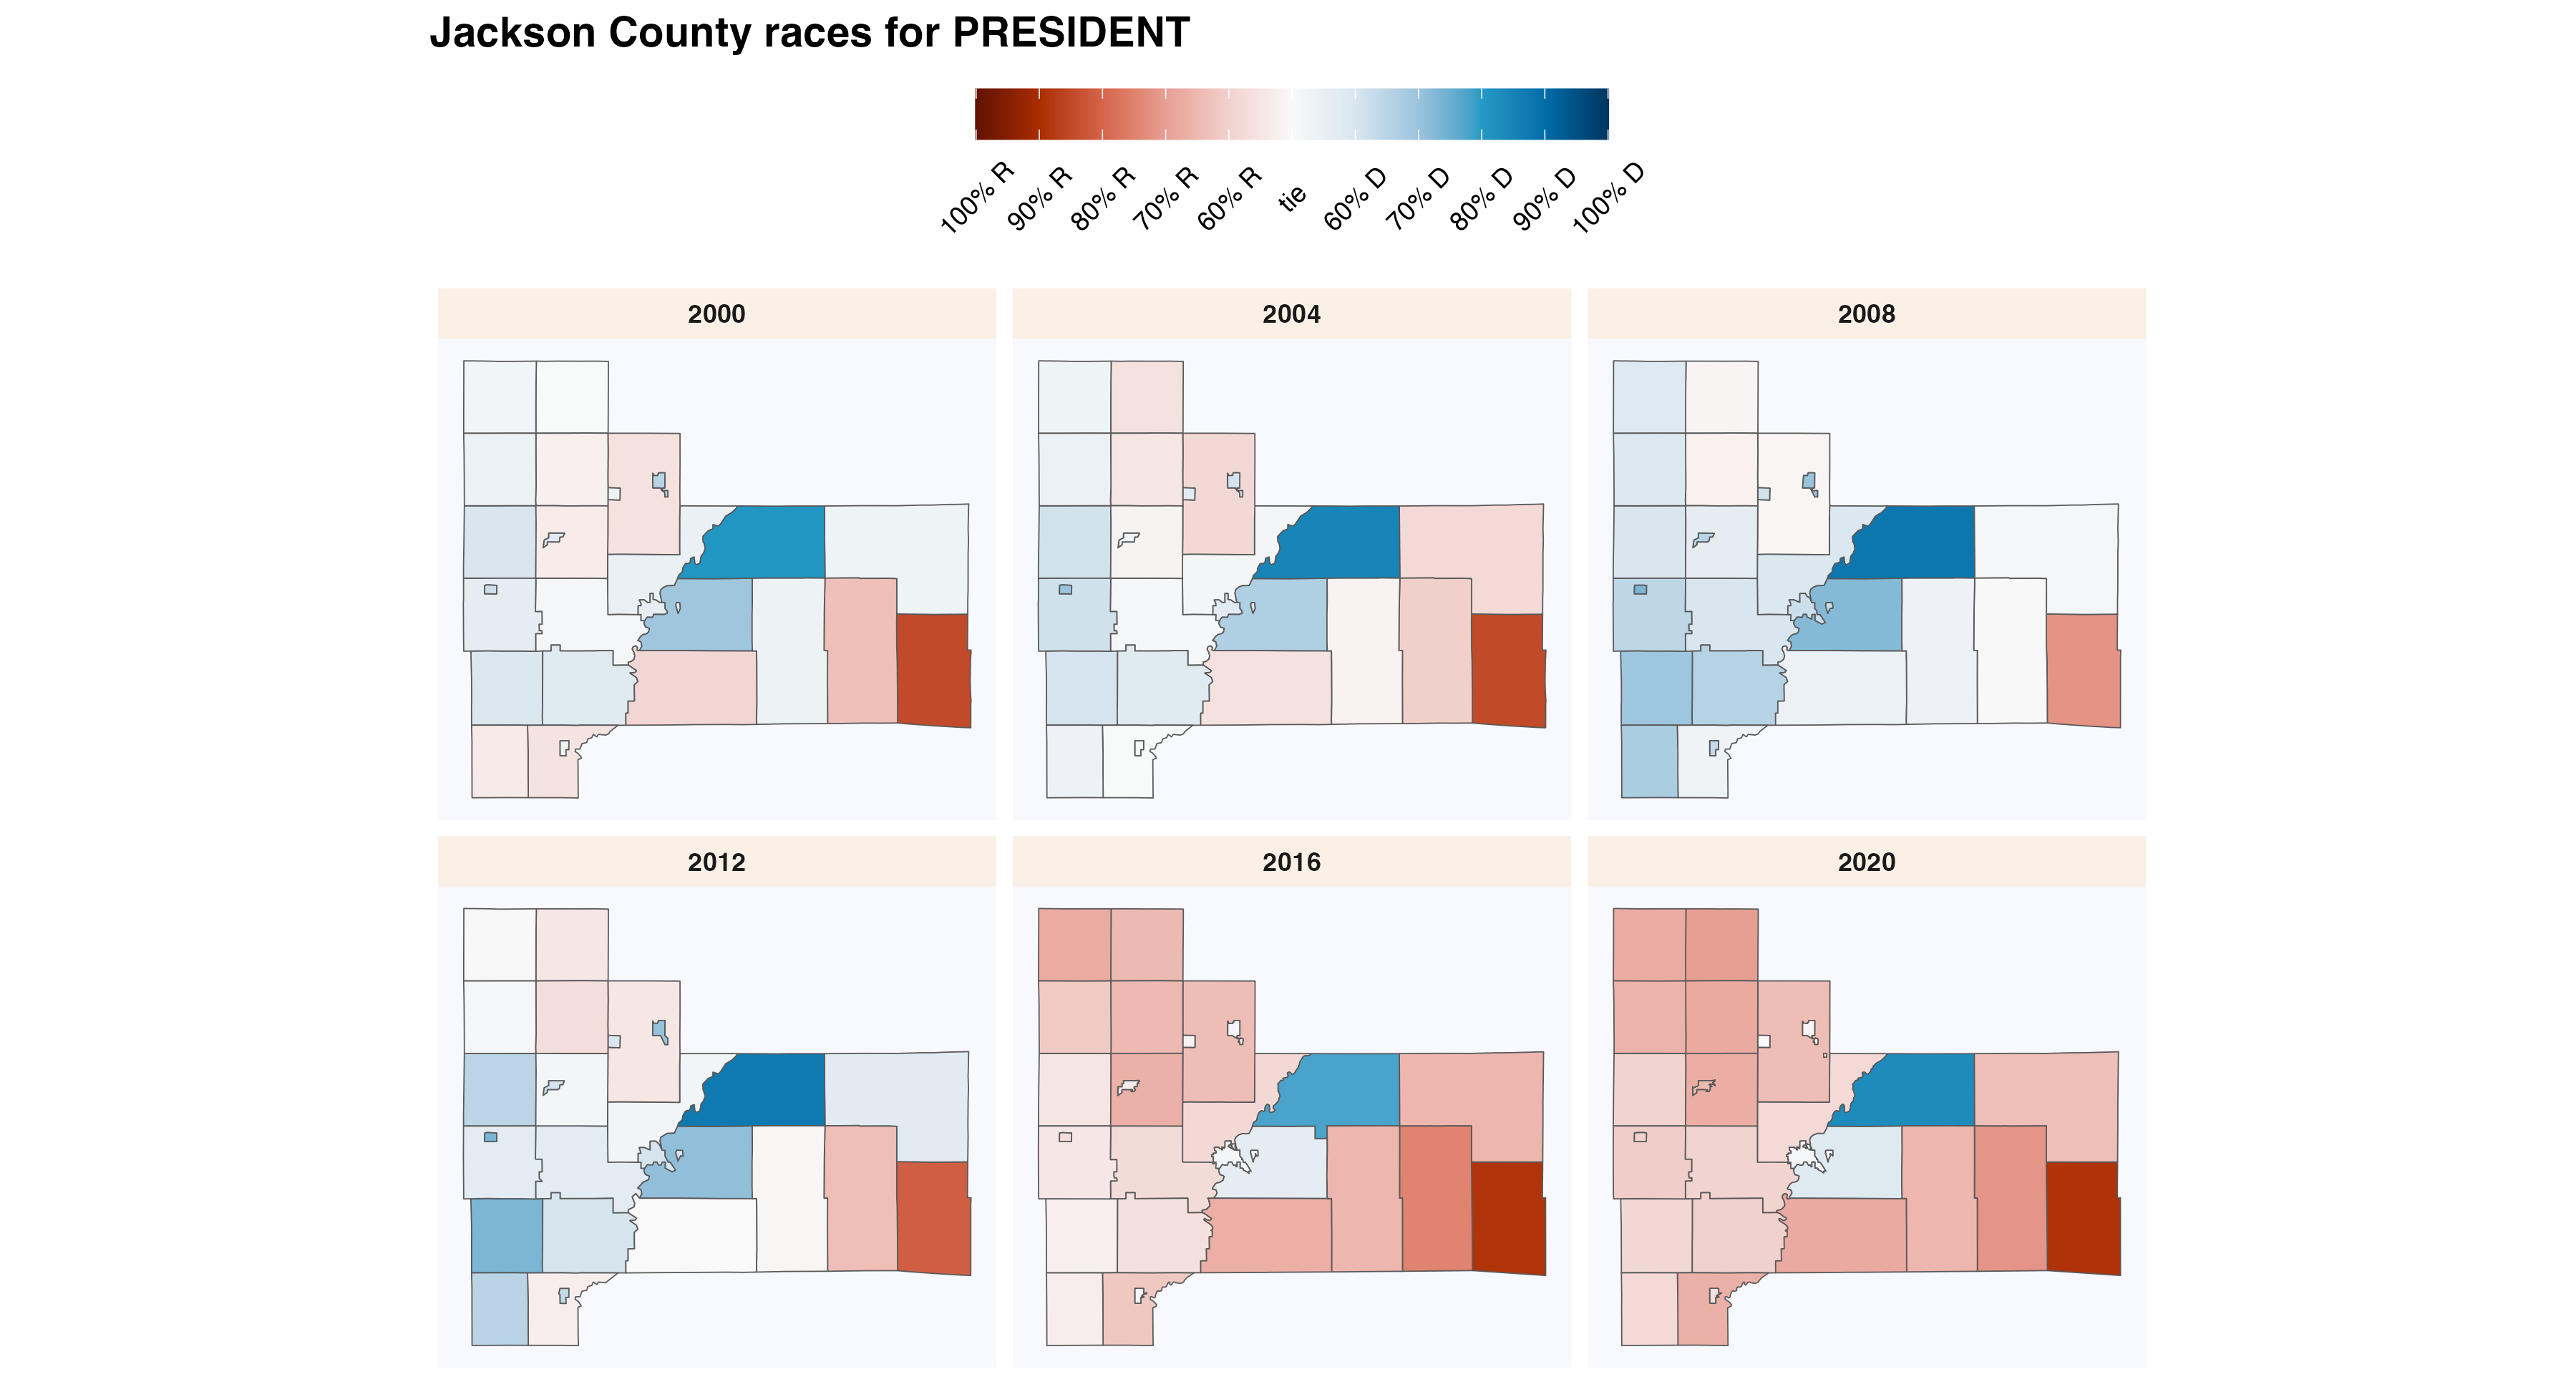 Jackson County races for PRESIDENT
100% R
90% R
80% R
70% R
60% R
tie
60% D
70% D
80% D
90% D
100% D
2000
2004
2008
2012
2016
2020